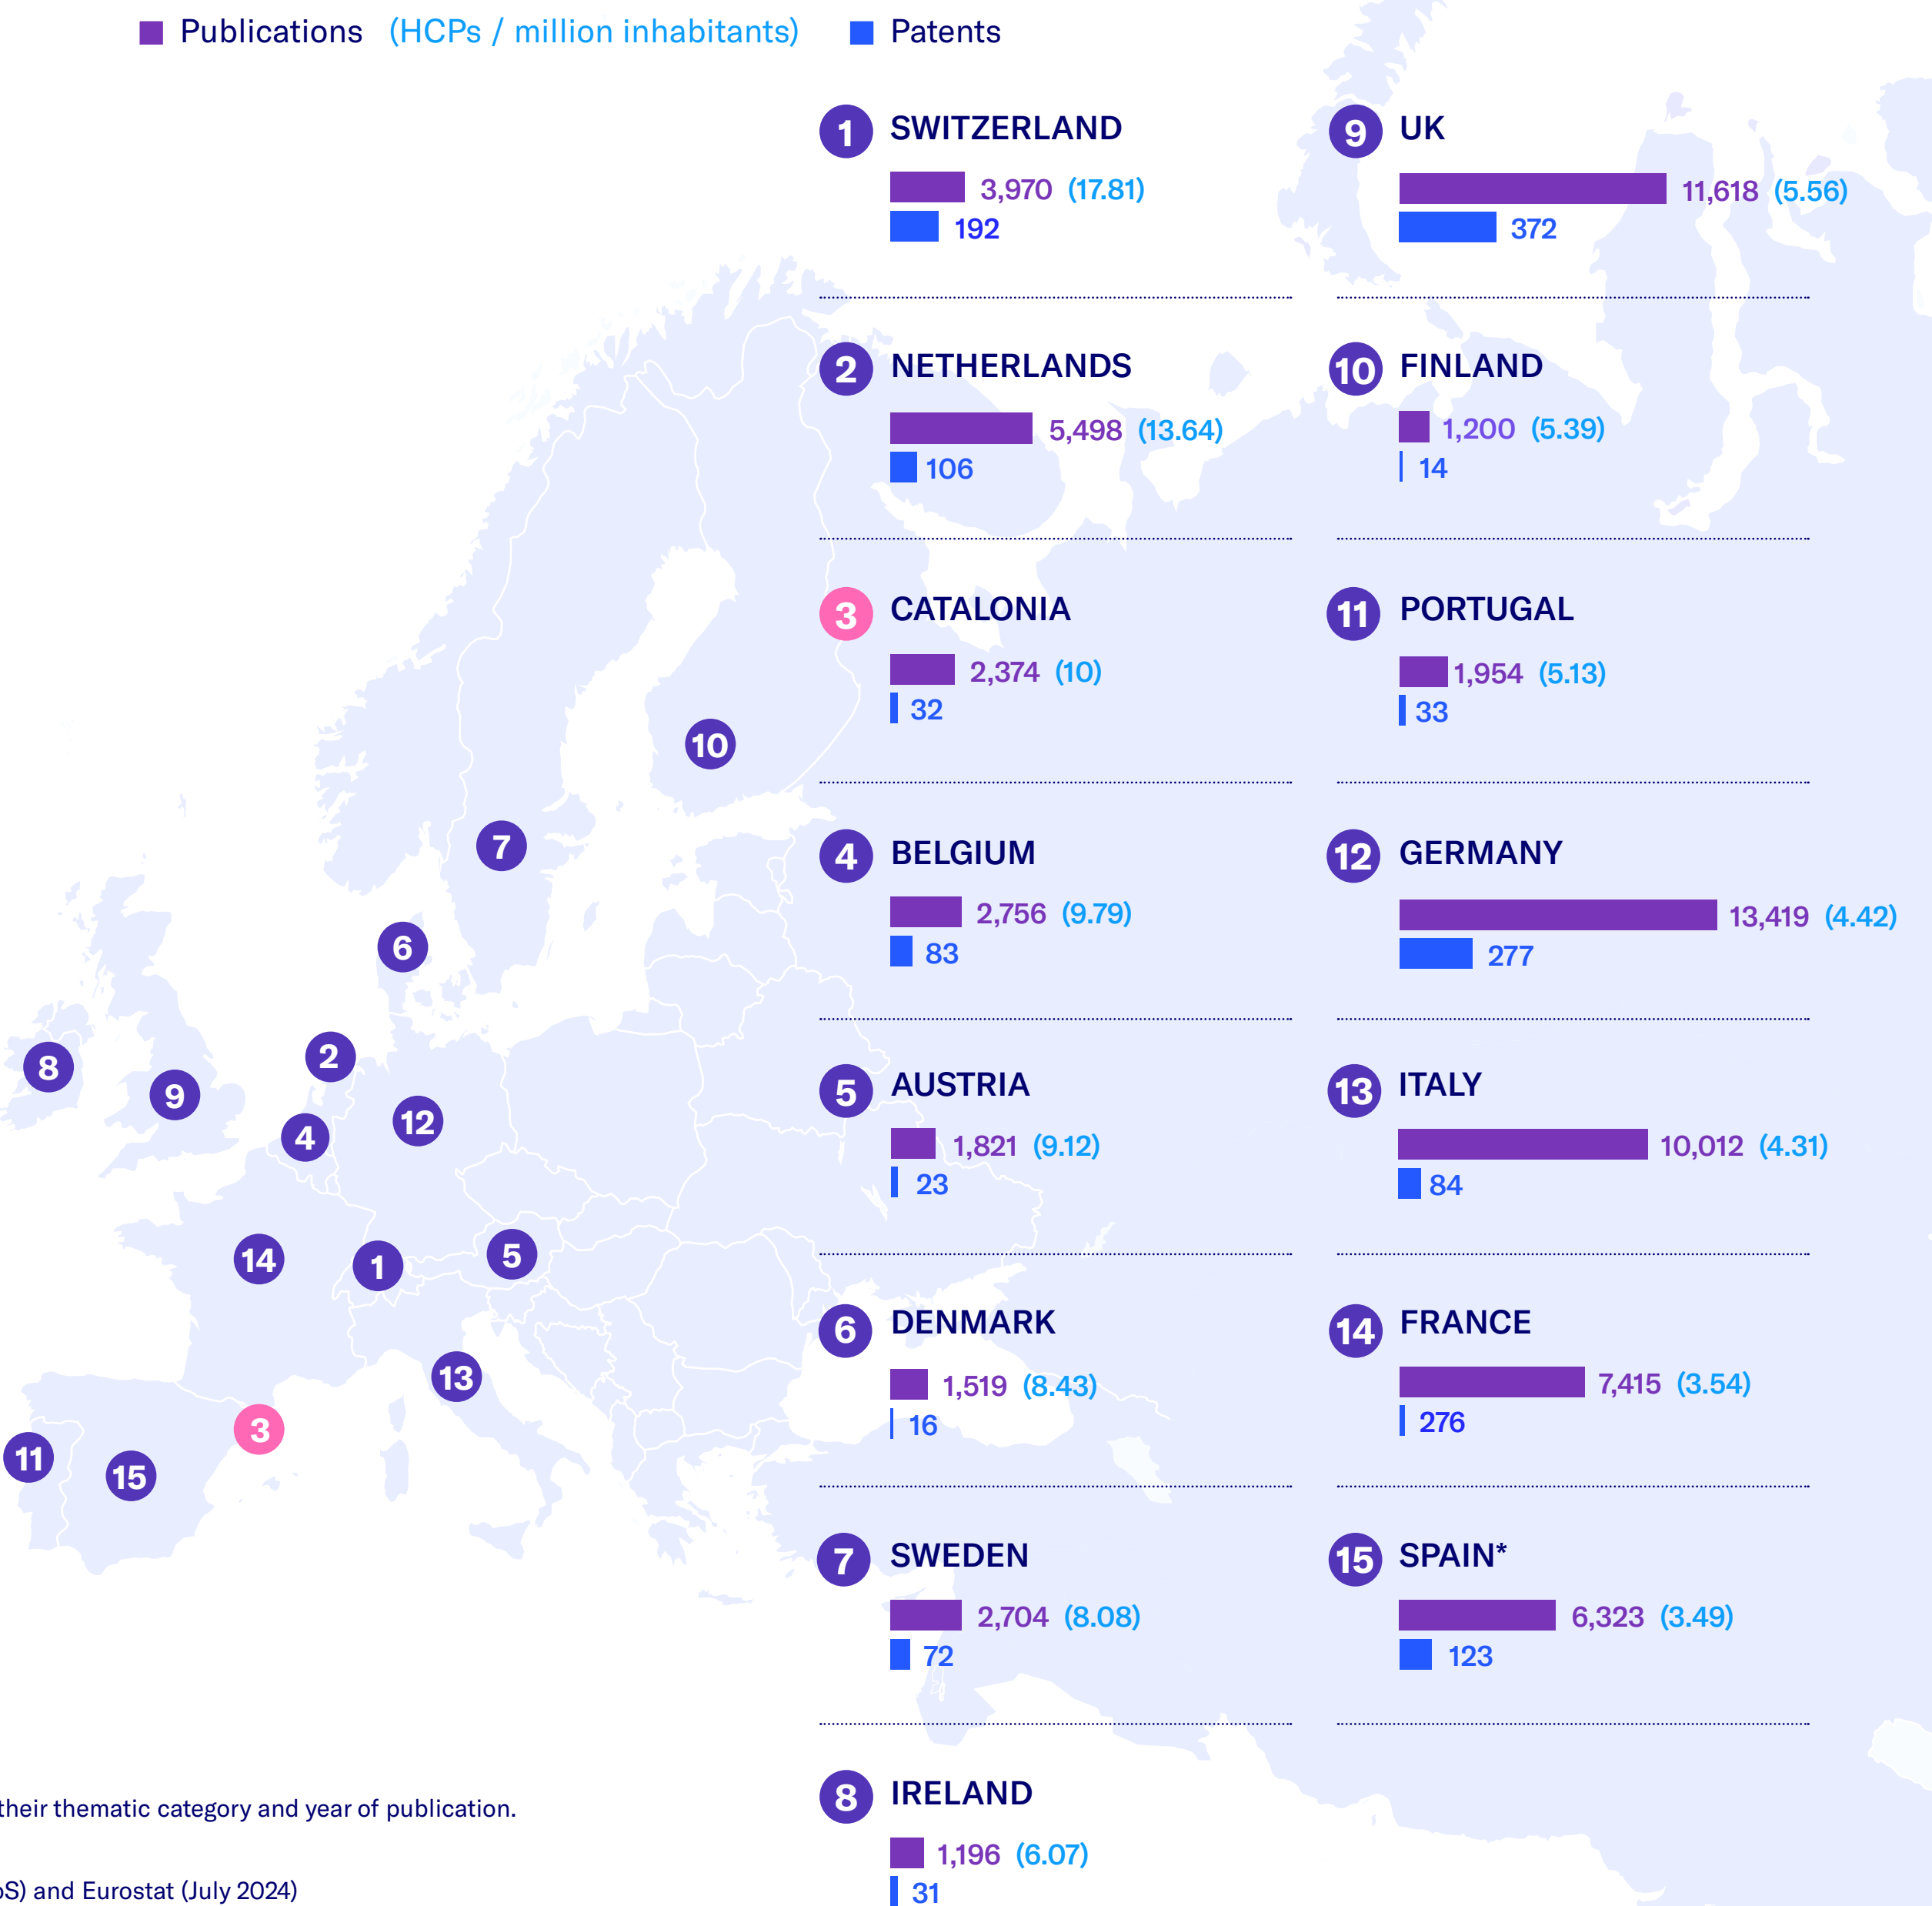 Publications (HCPs / million inhabitants) Patents
1 SWITZERLAND
3,970 (17.81)
192
2 NETHERLANDS
5,498 (13.64)
106
3 CATALONIA
2,374 (10)
32
4 BELGIUM
2,756 (9.79)
83
5 AUSTRIA
1,821 (9.12)
23
6 DENMARK
1,519 (8.43)
16
7 SWEDEN
2,704 (8.08)
72
8 IRELAND
1,196 (6.07)
31
9 UK
11,618 (5.56)
372
10 FINLAND
1,200 (5.39)
14
11 PORTUGAL
1,954 (5.13)
33
12 GERMANY
13,419 (4.42)
277
13 ITALY
10,012 (4.31)
84
14 FRANCE
7,415 (3.54)
276
15 SPAIN*
6,323 (3.49)
123
10
7
6
2
8
9
12
4
14
1
5
13
3
11
15
their thematic category and year of publication.
S) and Eurostat (July 2024)